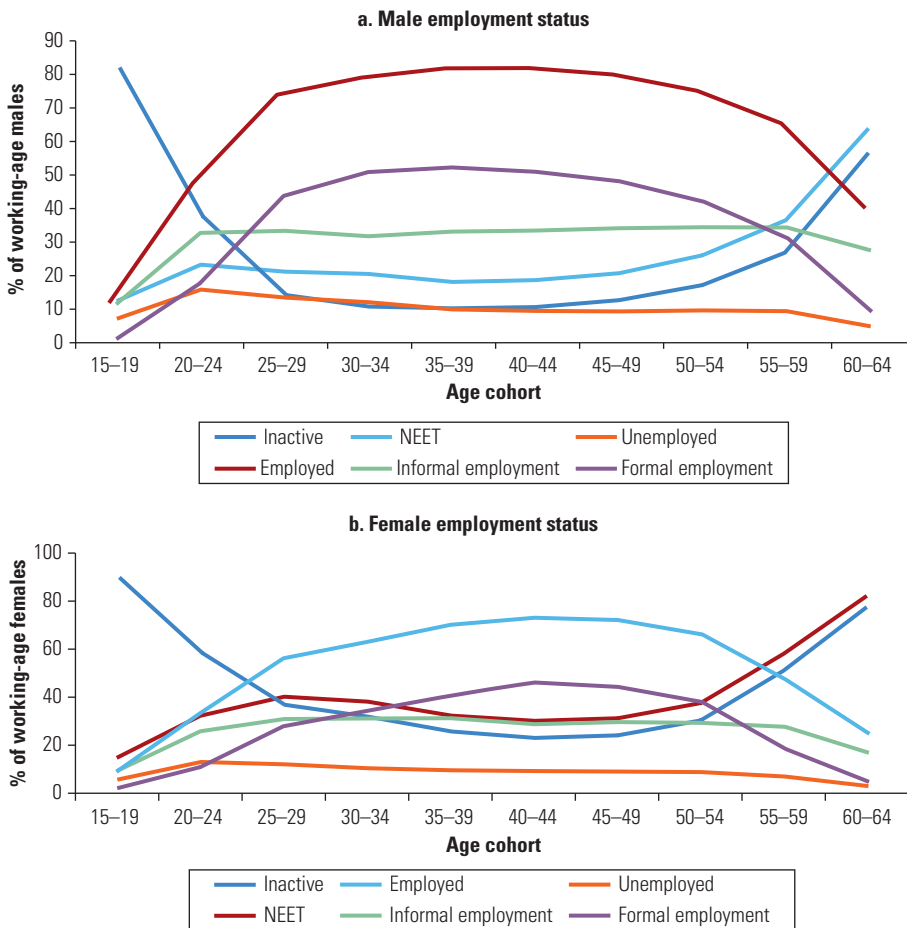 a. Male employment status
90
80
70
60
50
40
30
20
10
0
% of working-age males
15–19 20–24 25–29 30–34 35–39 40–44 45–49 50–54 55–59 60–64
Age cohort
Inactive NEET Unemployed
Employed Informal employment Formal employment
b. Female employment status
100
80
60
40
20
0
% of working-age females
15–19 20–24 25–29 30–34 35–39 40–44 45–49 50–54 55–59 60–64
Age cohort
Inactive Employed Unemployed
NEET Informal employment Formal employment